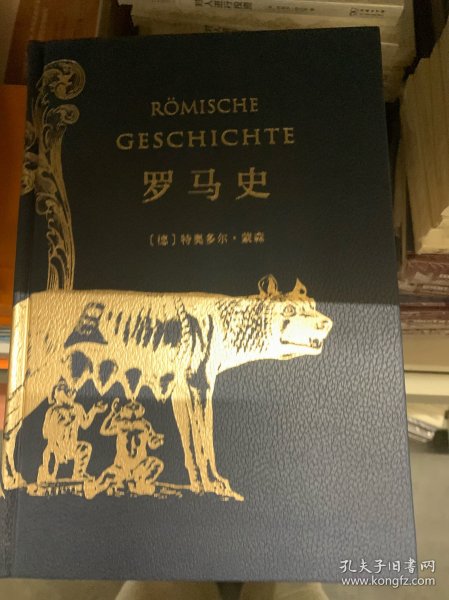 RÖMISCHE
GESCHICHTE
罗马史
〔德〕特奥多尔·蒙森
孔夫子旧书网
www.kongfz.com